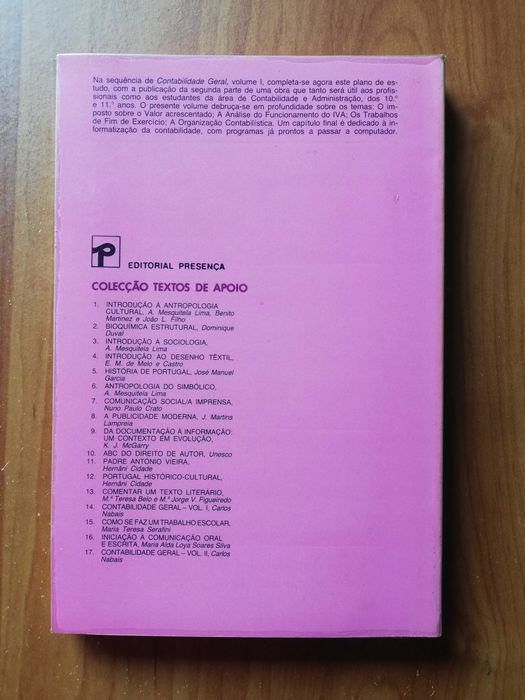 Na sequência de Contabilidade Geral, volume I, completa-se agora este plano de es-
tudo, com a publicação da segunda parte de uma obra que tanto será útil aos profis-
sionais como aos estudantes da área de Contabilidade e Administração, dos 10.º
e 11.º anos. O presente volume debruça-se em profundidade sobre os temas: O im-
posto sobre o Valor acrescentado; A Análise do Funcionamento do IVA; Os Trabalhos
de Fim de Exercício; A Organização Contabilística. Um capítulo final é dedicado à in-
formatização da contabilidade, com programas já prontos a passar a computador.
P
EDITORIAL PRESENÇA
COLECÇÃO TEXTOS DE APOIO
1. INTRODUÇÃO À ANTROPOLOGIA
CULTURAL, A. Mesquitela Lima, Benito
Martinez e João L. Filho
2. BIOQUÍMICA ESTRUTURAL, Dominique
Duval
3. INTRODUÇÃO À SOCIOLOGIA,
A. Mesquitela Lima
4. INTRODUÇÃO AO DESENHO TÊXTIL,
E. M. de Melo e Castro
5. HISTÓRIA DE PORTUGAL, José Manuel
Garcia
6. ANTROPOLOGIA DO SIMBÓLICO,
A. Mesquitela Lima
7. COMUNICAÇÃO SOCIAL/A IMPRENSA,
Nuno Paulo Crato
8. A PUBLICIDADE MODERNA, J. Martins
Lampreia
9. DA DOCUMENTAÇÃO À INFORMAÇÃO:
UM CONTEXTO EM EVOLUÇÃO,
K. J. McGarry
10. ABC DO DIREITO DE AUTOR, Unesco
11. PADRE ANTÓNIO VIEIRA,
Hernâni Cidade
12. PORTUGAL HISTÓRICO-CULTURAL,
Hernâni Cidade
13. COMENTAR UM TEXTO LITERÁRIO,
M.ª Teresa Belo e M.ª Jorge V. Figueiredo
14. CONTABILIDADE GERAL – VOL. I, Carlos
Nabais
15. COMO SE FAZ UM TRABALHO ESCOLAR,
Maria Teresa Serafini
16. INICIAÇÃO À COMUNICAÇÃO ORAL
E ESCRITA, Maria Alda Loya Soares Silva
17. CONTABILIDADE GERAL – VOL. II, Carlos
Nabais